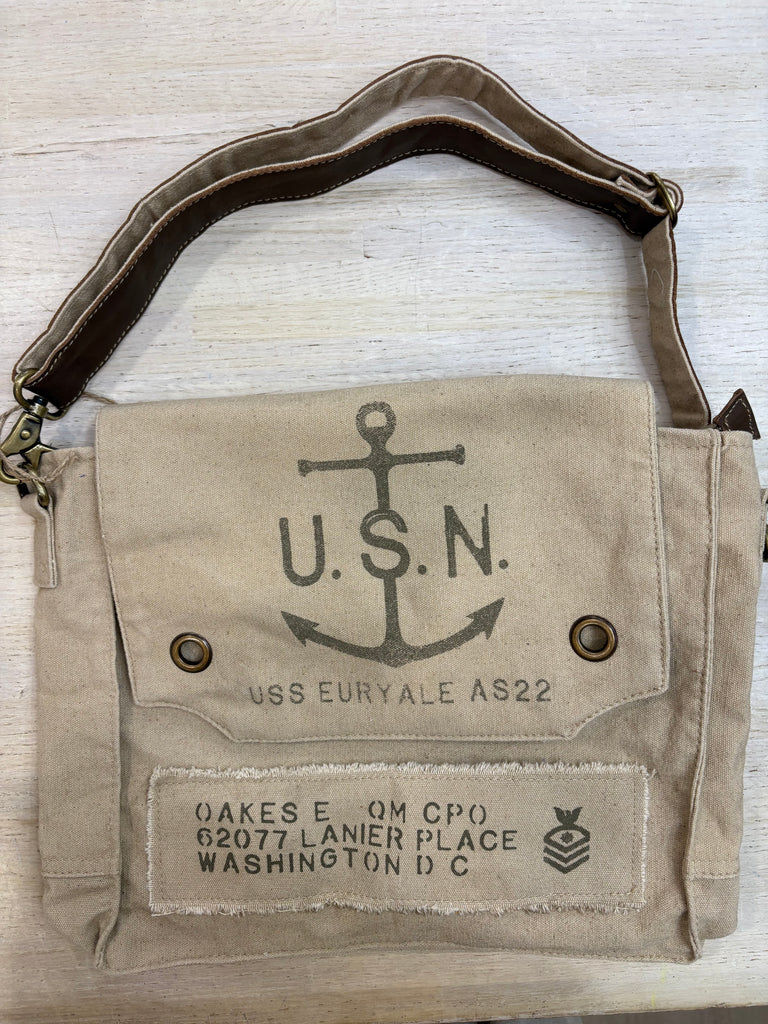 U.S.N.
USS EURYALE AS22
OAKES E QM CPO
62077 LANIER PLACE
WASHINGTON D C